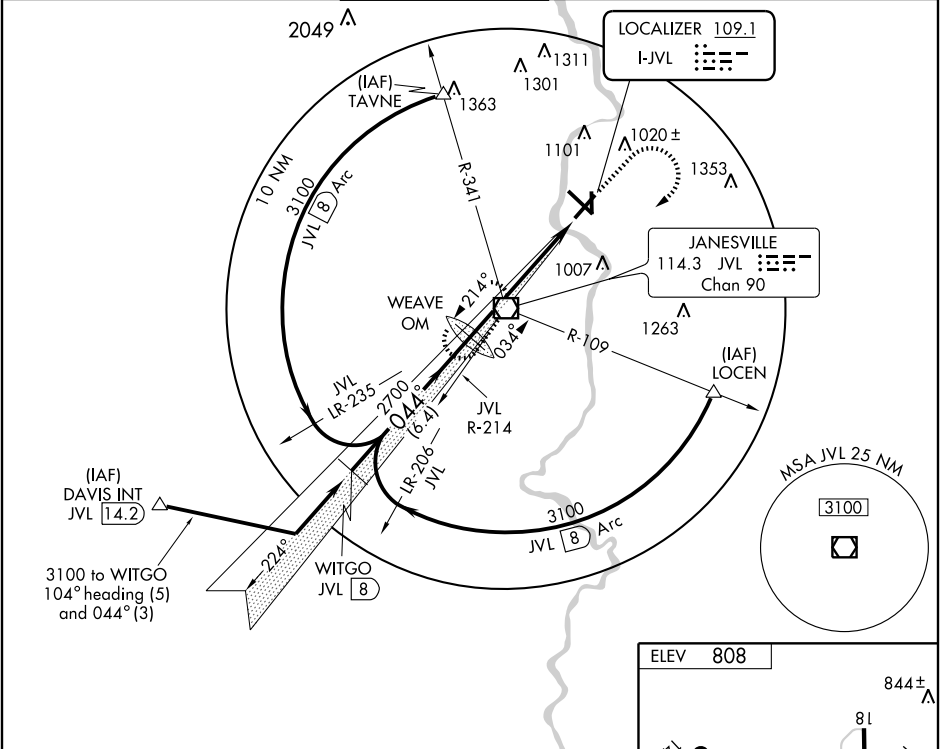 2049
LOCALIZER 109.1
I-JVL
1311
1301
(IAF)
TAVNE
1363
1101
1020 ±
1353
10 NM
3100
JVL 8 Arc
R-341
JANESVILLE
114.3 JVL
Chan 90
1007
214°
WEAVE
OM
034°
1263
R-109
(IAF)
LOCEN
JVL
LR-235
2700
044°
(6.4)
JVL
R-214
LR-206
JVL
(IAF)
DAVIS INT
JVL 14.2
MSA JVL 25 NM
3100
3100
JVL 8 Arc
224°
WITGO
JVL 8
3100 to WITGO
104° heading (5)
and 044° (3)
ELEV 808
844±
18